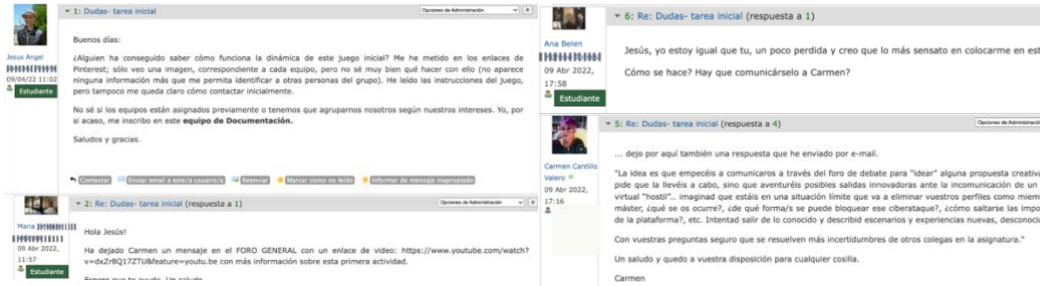 1: Dudas- tarea inicial
Opciones de Administración
Jesus Angel
09/04/22 11:02
Estudiante
Buenos días:
¿Alguien ha conseguido saber cómo funciona la dinámica de este juego inicial? Me he metido en los enlaces de
Pinterest; sólo veo una imagen, correspondiente a cada equipo, pero no sé muy bien qué hacer con ello (no aparece
ninguna información más que me permita identificar a otras personas del grupo). He leído las instrucciones del juego,
pero tampoco me queda claro cómo contactar inicialmente.
No sé si los equipos están asignados previamente o tenemos que agruparnos nosotros según nuestros intereses. Yo, por
si acaso, me inscribo en este equipo de Documentación.
Saludos y gracias.
Contestar
Enviar email a este/a usuario/a
Reenviar
Marcar como no leído
Informar de mensaje inapropiado
2: Re: Dudas- tarea inicial (respuesta a 1)
Opciones de Administración
Maria
09 Abr 2022,
11:57
Estudiante
Hola Jesús!
Ha dejado Carmen un mensaje en el FORO GENERAL con un enlace de video: https://www.youtube.com/watch?
v=dxZrBQ17ZTU&feature=youtu.be con más información sobre esta primera actividad.
Espero que te ayude. Un saludo
6: Re: Dudas- tarea inicial (respuesta a 1)
Ana Belen
09 Abr 2022,
17:58
Estudiante
Jesús, yo estoy igual que tu, un poco perdida y creo que lo más sensato en colocarme en est
Cómo se hace? Hay que comunicárselo a Carmen?
5: Re: Dudas- tarea inicial (respuesta a 4)
Opciones de Administración
Carmen Cantillo
Valero
09 Abr 2022,
17:16
... dejo por aquí también una respuesta que he enviado por e-mail.
"La idea es que empecéis a comunicaros a través del foro de debate para "idear" alguna propuesta creativa
pide que la llevéis a cabo, sino que aventuréis posibles salidas innovadoras ante la incomunicación de un
virtual "hostil"... imaginad que estáis en una situación límite que va a eliminar vuestros perfiles como miem
máster, ¿qué se os ocurre?, ¿de qué forma/s se puede bloquear ese ciberataque?, ¿cómo saltarse las impo
de la plataforma?, etc. Intentad salir de lo conocido y describid escenarios y experiencias nuevas, desconoci
Con vuestras preguntas seguro que se resuelven más incertidumbres de otros colegas en la asignatura."
Un saludo y quedo a vuestra disposición para cualquier cosilla.
Carmen